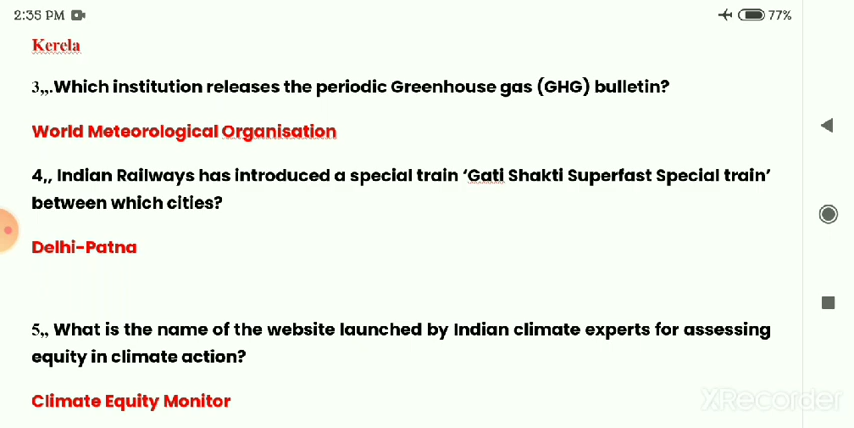 2:35 PM
77%
Kerela
3,,.Which institution releases the periodic Greenhouse gas (GHG) bulletin?
World Meteorological Organisation
4,, Indian Railways has introduced a special train ‘Gati Shakti Superfast Special train’
between which cities?
Delhi-Patna
5,, What is the name of the website launched by Indian climate experts for assessing
equity in climate action?
Climate Equity Monitor
XRecorder